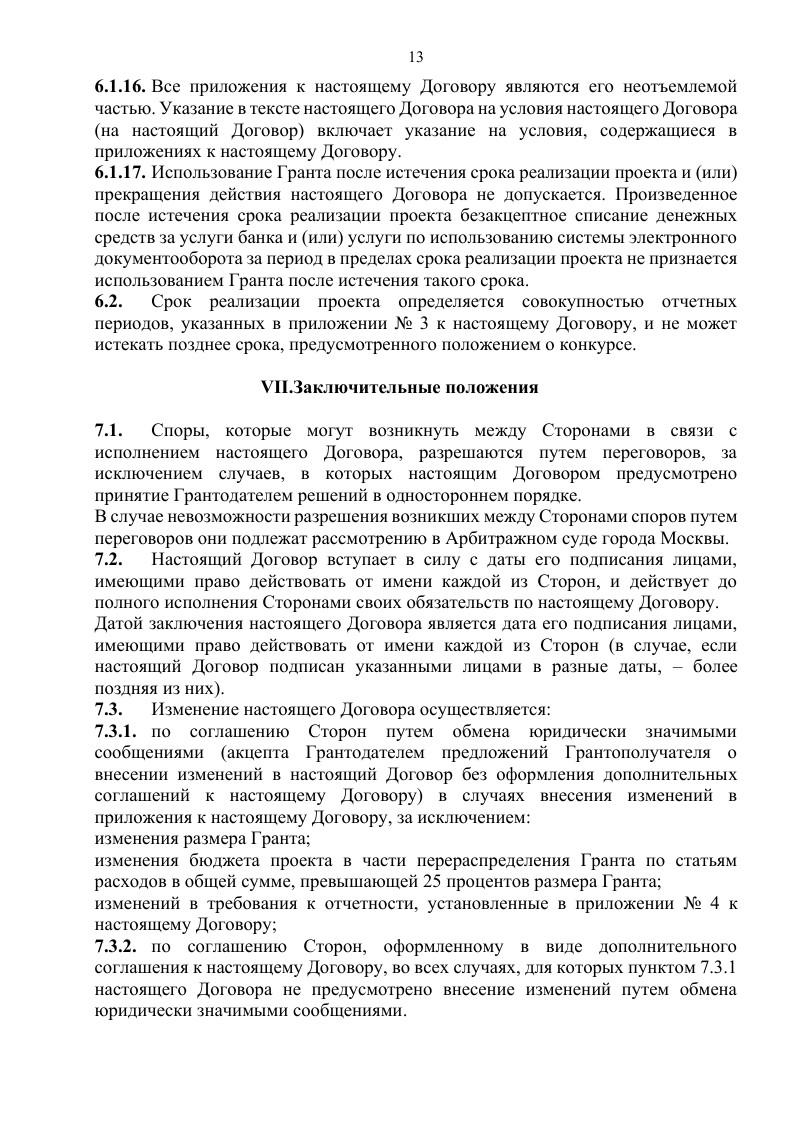 13
6.1.16. Все приложения к настоящему Договору являются его неотъемлемой
частью. Указание в тексте настоящего Договора на условия настоящего Договора
(на настоящий Договор) включает указание на условия, содержащиеся в
приложениях к настоящему Договору.
6.1.17. Использование Гранта после истечения срока реализации проекта и (или)
прекращения действия настоящего Договора не допускается. Произведенное
после истечения срока реализации проекта безакцептное списание денежных
средств за услуги банка и (или) услуги по использованию системы электронного
документооборота за период в пределах срока реализации проекта не признается
использованием Гранта после истечения такого срока.
6.2. Срок реализации проекта определяется совокупностью отчетных
периодов, указанных в приложении № 3 к настоящему Договору, и не может
истекать позднее срока, предусмотренного положением о конкурсе.
VII.Заключительные положения
7.1. Споры, которые могут возникнуть между Сторонами в связи с
исполнением настоящего Договора, разрешаются путем переговоров, за
исключением случаев, в которых настоящим Договором предусмотрено
принятие Грантодателем решений в одностороннем порядке.
В случае невозможности разрешения возникших между Сторонами споров путем
переговоров они подлежат рассмотрению в Арбитражном суде города Москвы.
7.2. Настоящий Договор вступает в силу с даты его подписания лицами,
имеющими право действовать от имени каждой из Сторон, и действует до
полного исполнения Сторонами своих обязательств по настоящему Договору.
Датой заключения настоящего Договора является дата его подписания лицами,
имеющими право действовать от имени каждой из Сторон (в случае, если
настоящий Договор подписан указанными лицами в разные даты, – более
поздняя из них).
7.3. Изменение настоящего Договора осуществляется:
7.3.1. по соглашению Сторон путем обмена юридически значимыми
сообщениями (акцепта Грантодателем предложений Грантополучателя о
внесении изменений в настоящий Договор без оформления дополнительных
соглашений к настоящему Договору) в случаях внесения изменений в
приложения к настоящему Договору, за исключением:
изменения размера Гранта;
изменения бюджета проекта в части перераспределения Гранта по статьям
расходов в общей сумме, превышающей 25 процентов размера Гранта;
изменений в требования к отчетности, установленные в приложении № 4 к
настоящему Договору;
7.3.2. по соглашению Сторон, оформленному в виде дополнительного
соглашения к настоящему Договору, во всех случаях, для которых пунктом 7.3.1
настоящего Договора не предусмотрено внесение изменений путем обмена
юридически значимыми сообщениями.